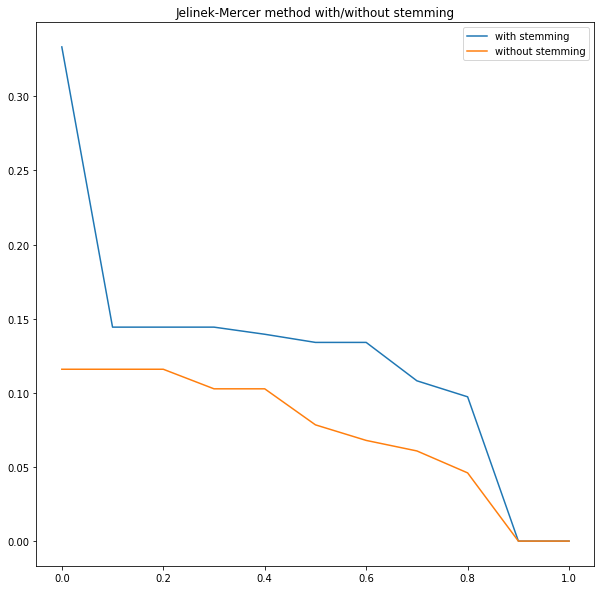 Jelinek-Mercer method with/without stemming
with stemming
without stemming
0.30
0.25
0.20
0.15
0.10
0.05
0.00
0.0 0.2 0.4 0.6 0.8 1.0